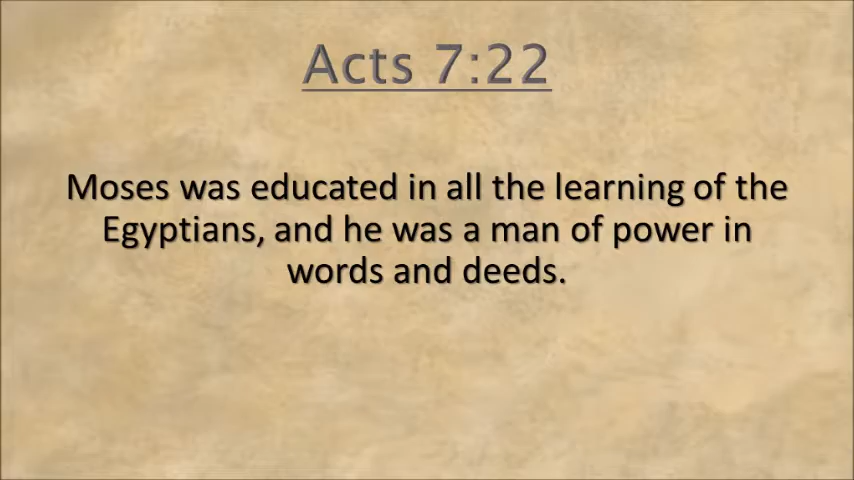 Acts 7:22
Moses was educated in all the learning of the
Egyptians, and he was a man of power in
words and deeds.